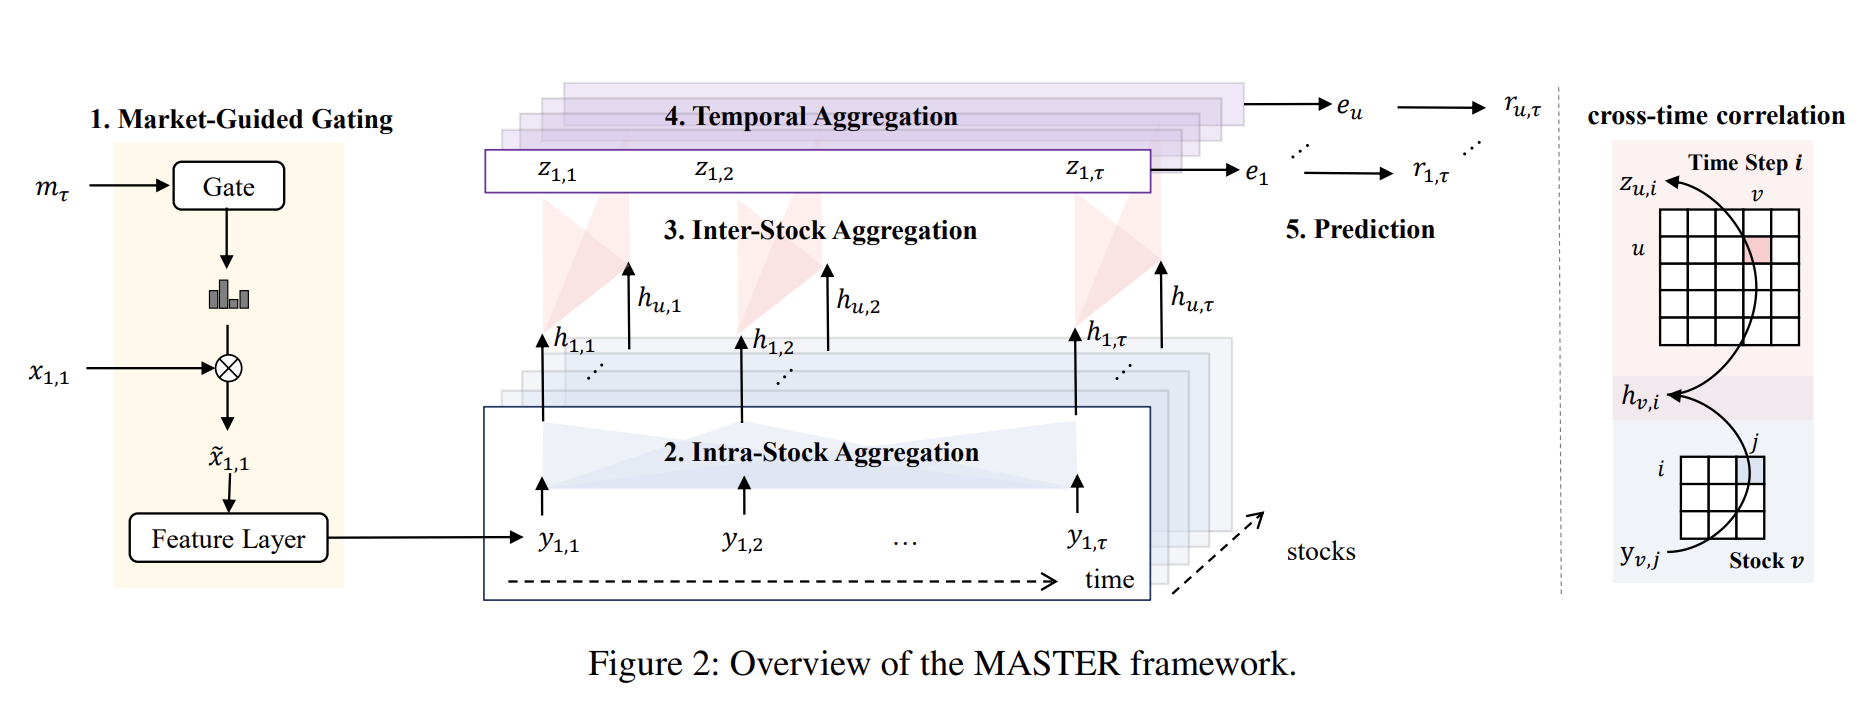 1. Market-Guided Gating
m_τ
Gate
x_{1,1}
x̃_{1,1}
Feature Layer
4. Temporal Aggregation
z_{1,1}
z_{1,2}
z_{1,τ}
e_u
r_{u,τ}
e_1
r_{1,τ}
3. Inter-Stock Aggregation
5. Prediction
h_{u,1}
h_{u,2}
h_{u,τ}
h_{1,1}
h_{1,2}
h_{1,τ}
2. Intra-Stock Aggregation
y_{1,1}
y_{1,2}
…
y_{1,τ}
time
stocks
cross-time correlation
Time Step i
z_{u,i}
v
u
h_{v,i}
j
i
y_{v,j}
Stock v
Figure 2: Overview of the MASTER framework.